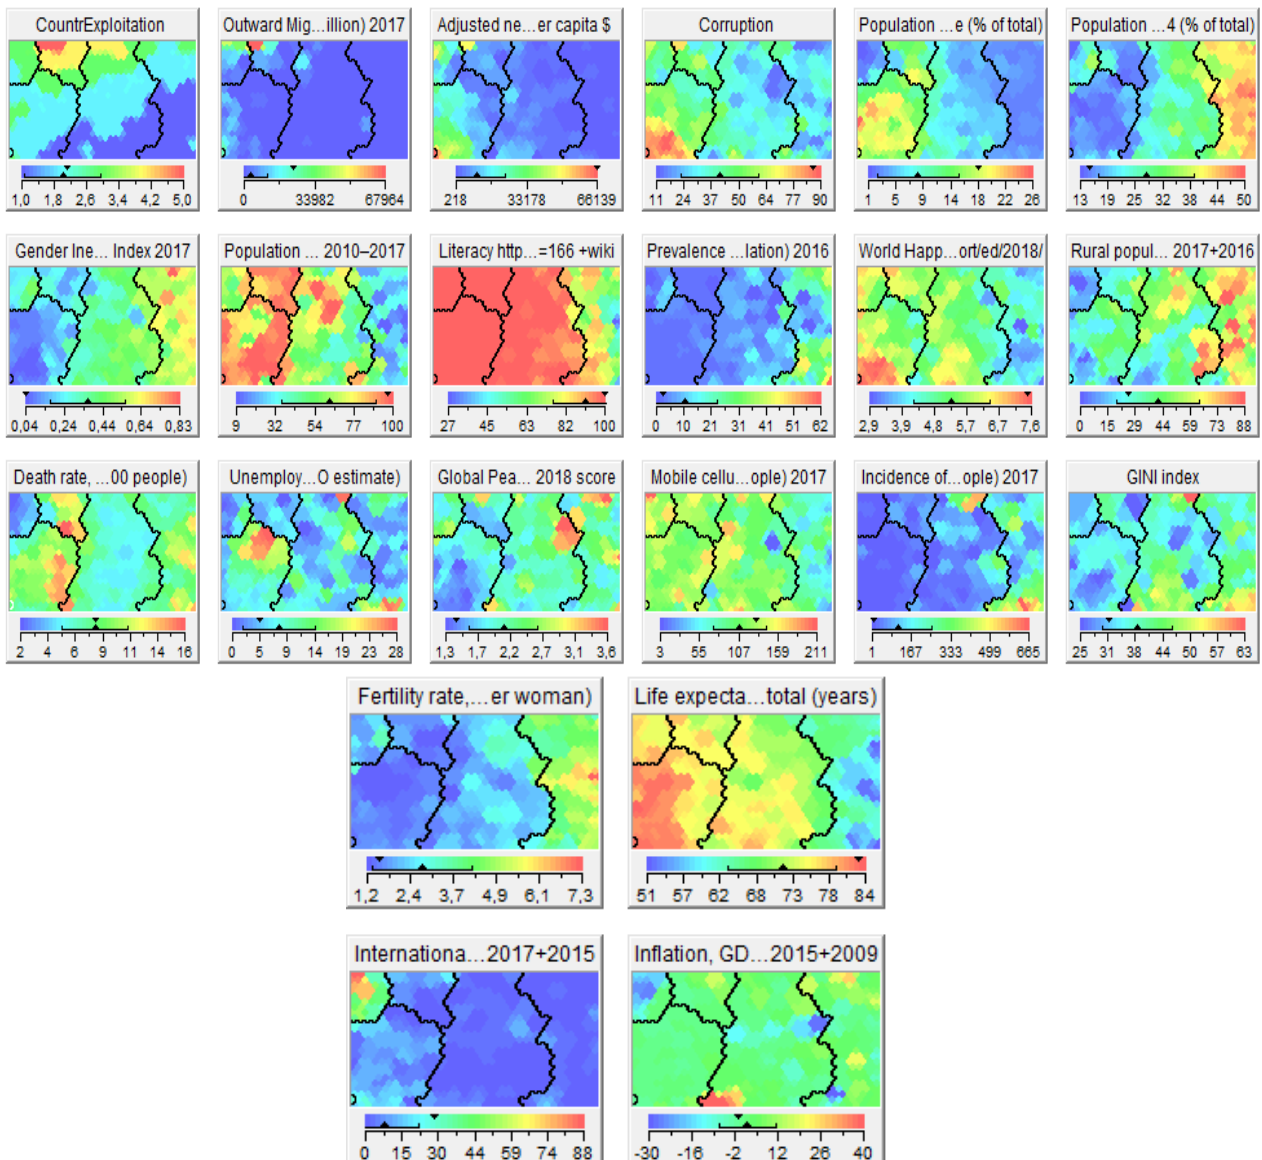 CountrExploitation
1,0 1,8 2,6 3,4 4,2 5,0
Outward Mig...illion) 2017
0 33982 67964
Adjusted ne...er capita $
218 33178 66139
Corruption
11 24 37 50 64 77 90
Population ...e (% of total)
1 5 9 14 18 22 26
Population ...4 (% of total)
13 19 26 32 38 44 50
Gender Ine... Index 2017
0,04 0,24 0,44 0,64 0,83
Population ... 2010–2017
9 32 54 77 100
Literacy http...=166 +wiki
27 45 63 82 100
Prevalence ...lation) 2016
0 10 20 31 41 51 62
World Happ...ort/ed/2018/
2,9 3,9 4,8 5,7 6,7 7,6
Rural popul... 2017+2016
0 15 29 44 59 73 88
Death rate, ...00 people)
2 4 6 9 11 14 16
Unemploy...O estimate)
0 5 9 14 19 23 28
Global Pea... 2018 score
1,3 1,7 2,2 2,7 3,1 3,6
Mobile cellu...ople) 2017
3 55 107 159 211
Incidence of...ople) 2017
1 167 333 499 665
GINI index
25 31 38 44 50 57 63
Fertility rate,...er woman)
1,2 2,4 3,7 4,9 6,1 7,3
Life expecta...total (years)
51 57 62 68 73 78 84
Internationa...2017+2015
0 15 30 44 59 74 88
Inflation, GD...2015+2009
-30 -16 -2 12 26 40